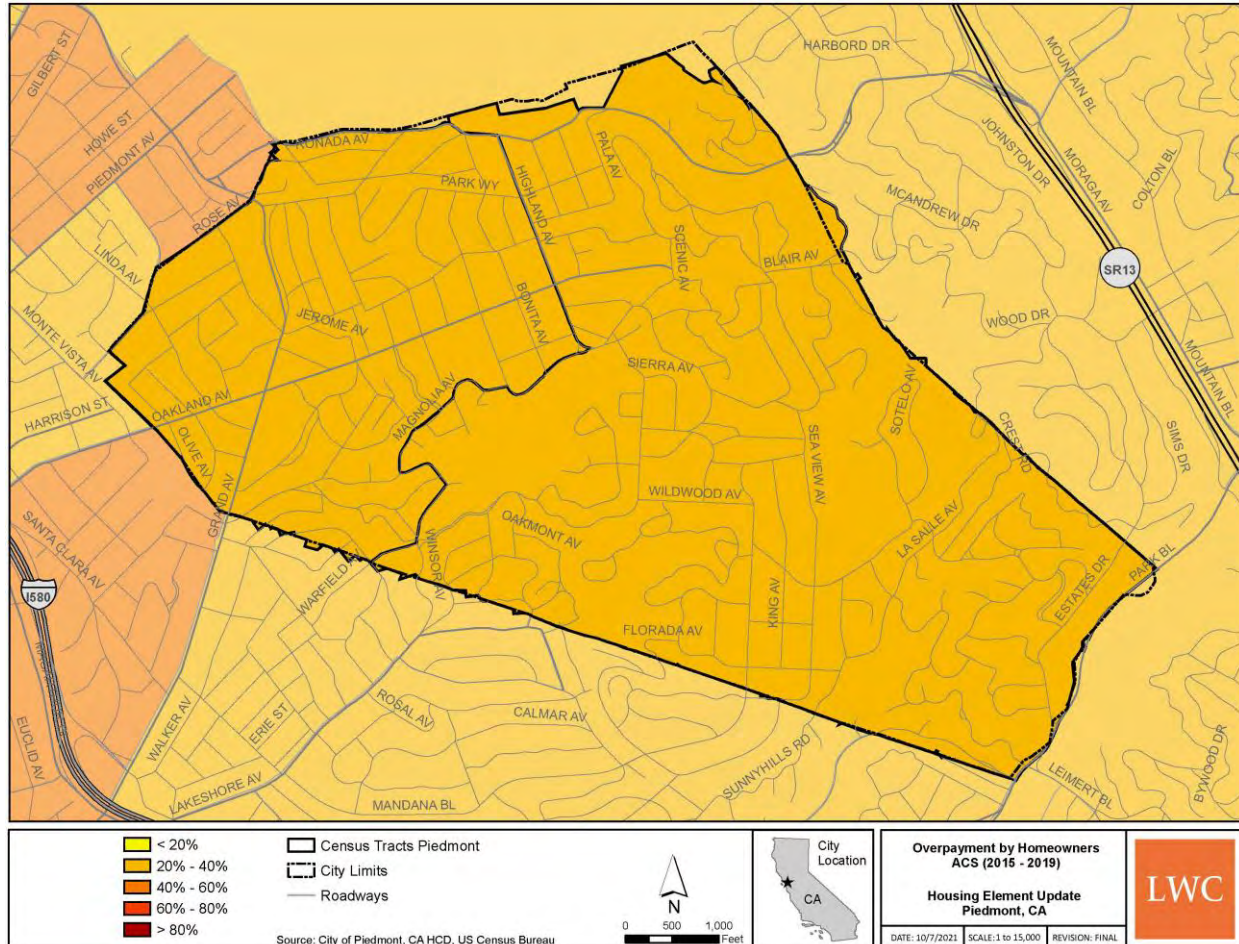 HARBORD DR
MOUNTAIN BL
GILBERT ST
HOWE ST
PIEDMONT AV
RONADA AV
PALA AV
JOHNSTON DR
MORAGA AV
COLTON BL
PARK WY
HIGHLAND AV
MCANDREW DR
ROSE AV
LINDA AV
SCENIC AV
BLAIR AV
SR13
MONTE VISTA AV
JEROME AV
BONITA AV
WOOD DR
MOUNTAIN BL
SIERRA AV
HARRISON ST
OAKLAND AV
MAGNOLIA AV
SOTELO AV
CREST RD
SIMS DR
OLIVE AV
SEA VIEW AV
GRAND AV
WILDWOOD AV
SANTA CLARA AV
OAKMONT AV
LA SALLE AV
WINSOR AV
PARK BL
I580
WARFIELD
ESTATES DR
KING AV
FLORADA AV
EUCLID AV
WALKER AV
ERIE ST
ROSAL AV
CALMAR AV
SUNNYHILLS RD
BYWOOD DR
LAKESHORE AV
MANDANA BL
LEIMERT BL
< 20%
20% - 40%
40% - 60%
60% - 80%
> 80%
Census Tracts Piedmont
City Limits
Roadways
Source: City of Piedmont, CA HCD, US Census Bureau
N
0 500 1,000
Feet
City
Location
CA
Overpayment by Homeowners
ACS (2015 - 2019)
Housing Element Update
Piedmont, CA
DATE: 10/7/2021 SCALE:1 to 15,000 REVISION: FINAL
LWC